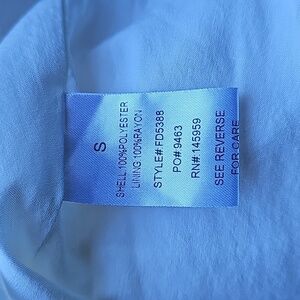 S
SHELL 100%POLYESTER
LINING 100%RAYON
STYLE# FD5388
PO# 9463
RN# 145959
SEE REVERSE
FOR CARE